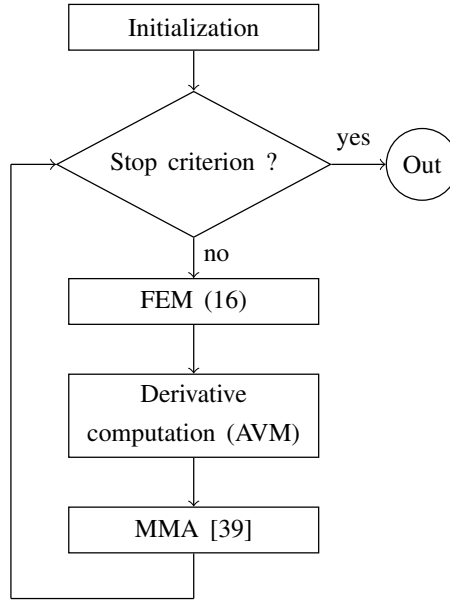 Initialization
Stop criterion ?
yes
Out
no
FEM (16)
Derivative
computation (AVM)
MMA [39]